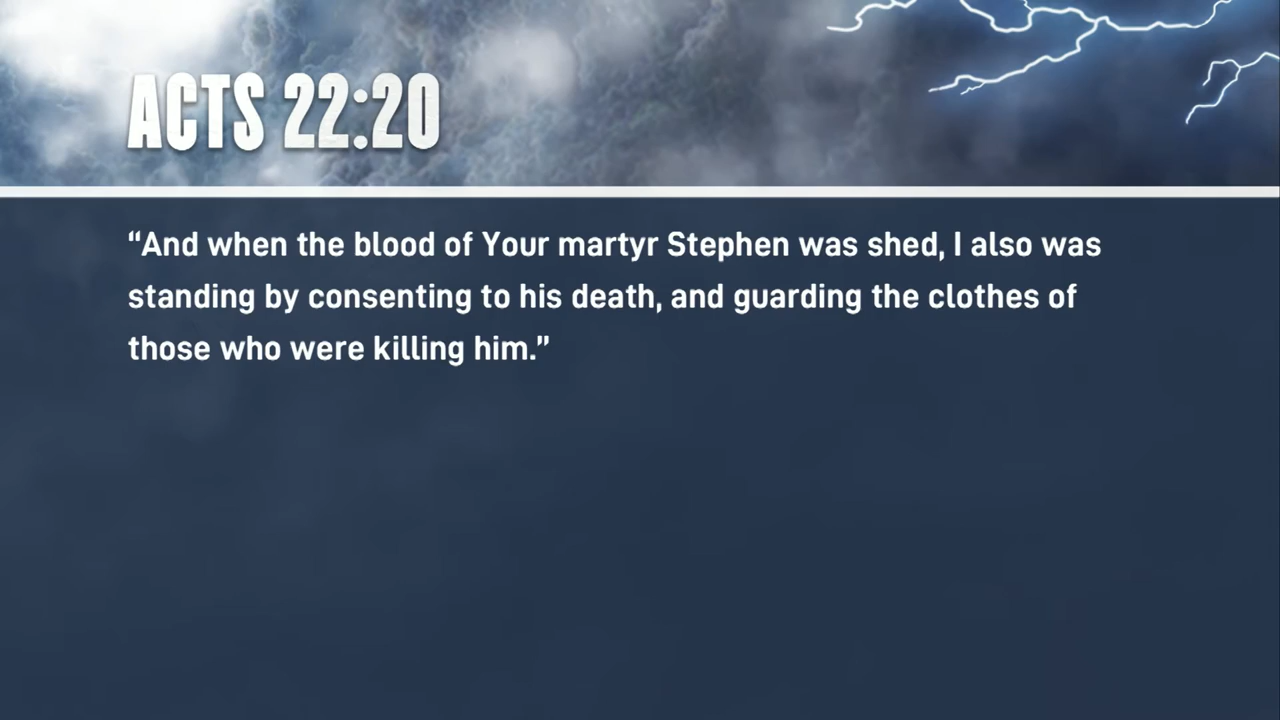 ACTS 22:20
“And when the blood of Your martyr Stephen was shed, I also was
standing by consenting to his death, and guarding the clothes of
those who were killing him.”